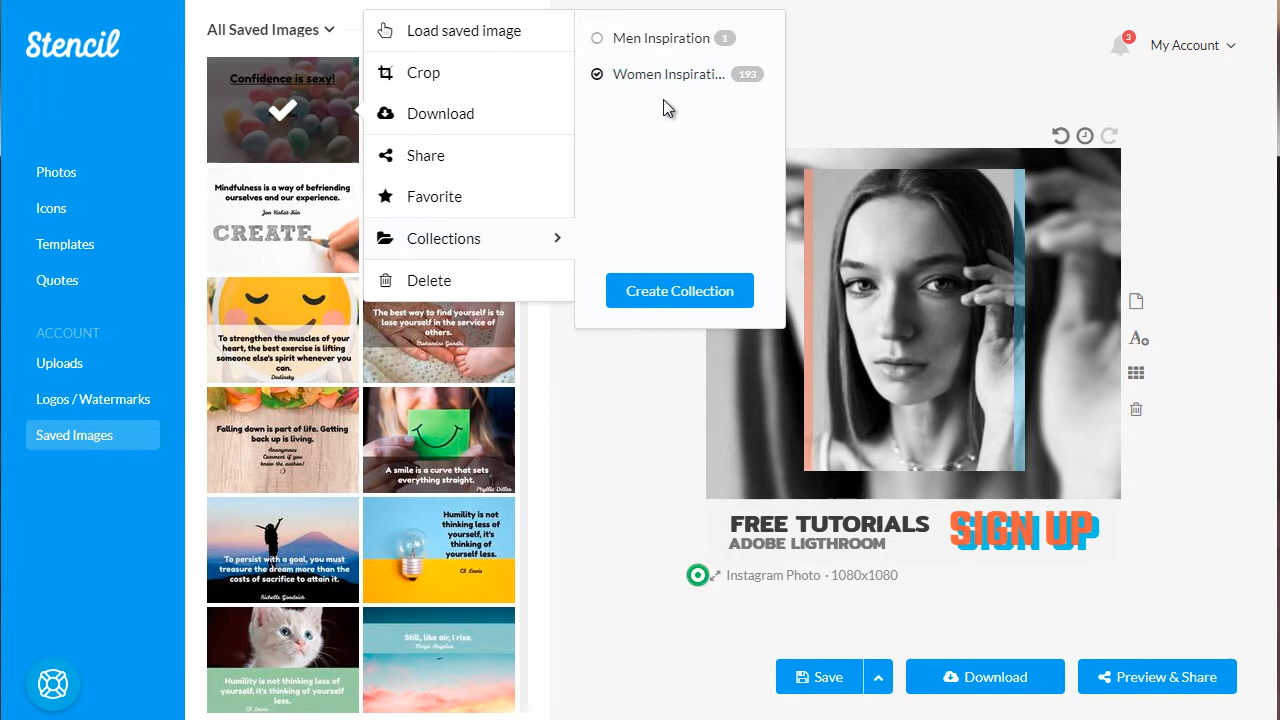 Stencil
Photos
Icons
Templates
Quotes
ACCOUNT
Uploads
Logos / Watermarks
Saved Images
All Saved Images
Confidence is sexy!
Mindfulness is a way of befriending
ourselves and our experience.
Jon Kabat-Zinn
CREATE
To strengthen the muscles of your
heart, the best exercise is lifting
someone else's spirit whenever you
can.
Dodinsky
The best way to find yourself is to
lose yourself in the service of
others.
Mohandas Gandhi
Falling down is part of life. Getting
back up is living.
Anonymous
Comment if you
know the author!
:)
A smile is a curve that sets
everything straight.
Phyllis Diller
To persist with a goal, you must
treasure the dream more than the
costs of sacrifice to attain it.
Richelle Goodrich
Humility is not
thinking less of
yourself, it's
thinking of
yourself less.
CS Lewis
Humility is not thinking less of
yourself, it's thinking of yourself
less.
CS Lewis
Still, like air, I rise.
Maya Angelou
Load saved image
Crop
Download
Share
Favorite
Collections
Delete
Men Inspiration 1
Women Inspirati... 193
Create Collection
3
My Account
FREE TUTORIALS
ADOBE LIGTHROOM
SIGN UP
Instagram Photo · 1080x1080
Save
Download
Preview & Share